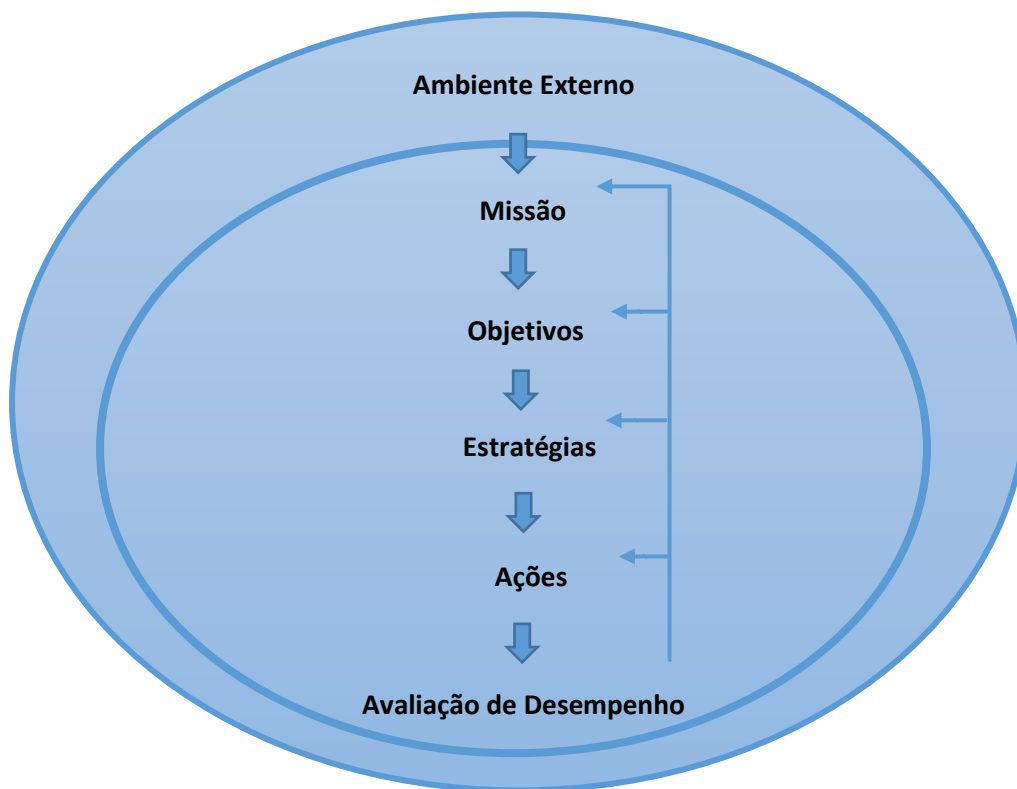 Ambiente Externo
Missão
Objetivos
Estratégias
Ações
Avaliação de Desempenho